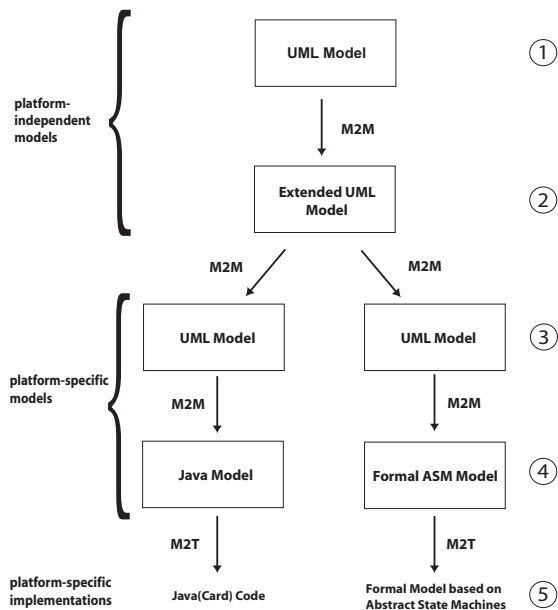 UML Model
①
platform-
independent
models
M2M
Extended UML
Model
②
M2M
M2M
UML Model
UML Model
③
platform-specific
models
M2M
M2M
Java Model
Formal ASM Model
④
M2T
M2T
platform-specific
implementations
Java(Card) Code
Formal Model based on
Abstract State Machines
⑤